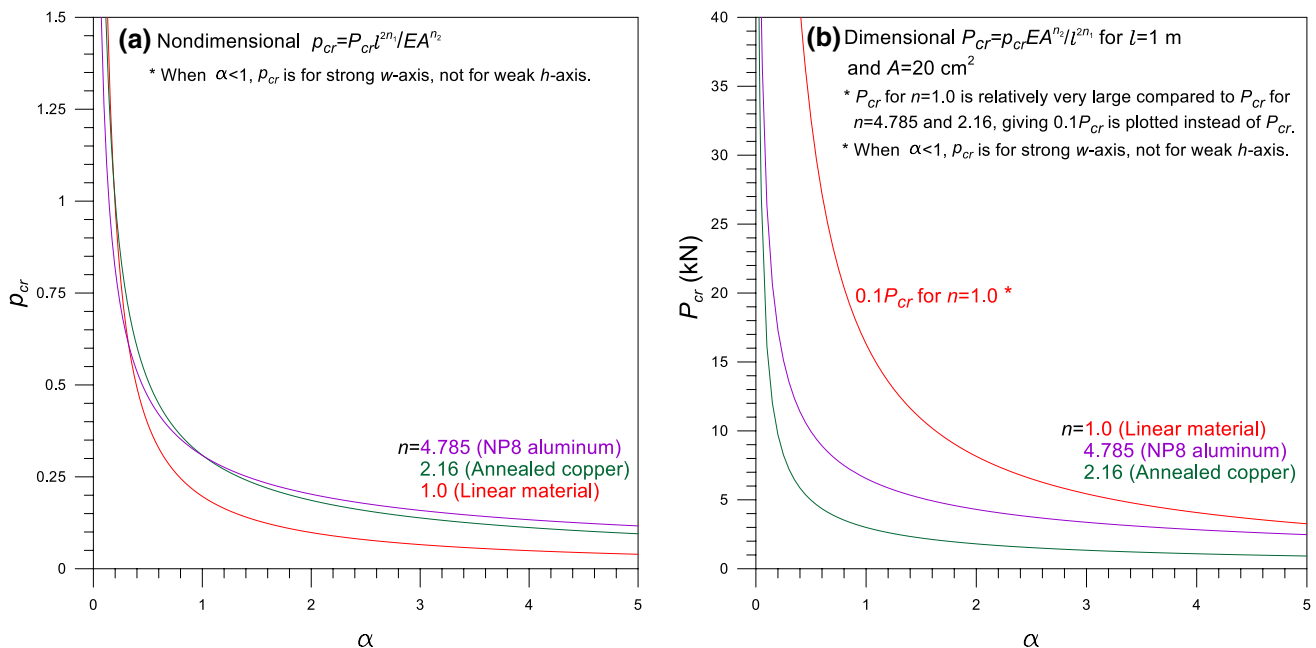 (a) Nondimensional p_cr=P_cr l^2n₁/EA^n₂
* When α<1, p_cr is for strong w-axis, not for weak h-axis.
1.5
1.25
1
0.75
0.5
0.25
0
p_cr
n=4.785 (NP8 aluminum)
2.16 (Annealed copper)
1.0 (Linear material)
0 1 2 3 4 5
α
(b) Dimensional P_cr=p_cr EA^n₂/l^2n₁ for l=1 m
and A=20 cm²
* P_cr for n=1.0 is relatively very large compared to P_cr for
n=4.785 and 2.16, giving 0.1P_cr is plotted instead of P_cr.
* When α<1, p_cr is for strong w-axis, not for weak h-axis.
40
35
30
25
20
15
10
5
0
P_cr (kN)
0.1P_cr for n=1.0 *
n=1.0 (Linear material)
4.785 (NP8 aluminum)
2.16 (Annealed copper)
0 1 2 3 4 5
α